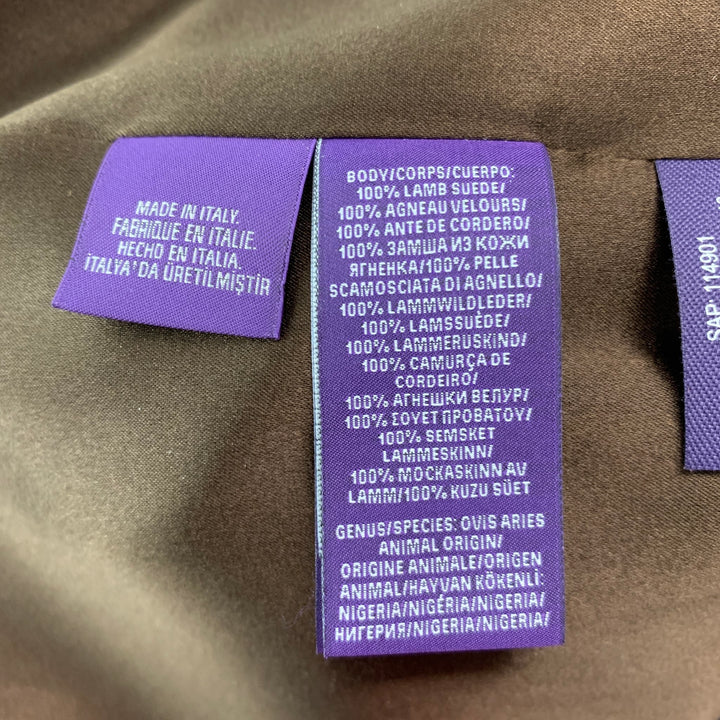 MADE IN ITALY.
FABRIQUE EN ITALIE.
HECHO EN ITALIA.
İTALYA'DA ÜRETİLMİŞTİR
BODY/CORPS/CUERPO:
100% LAMB SUEDE/
100% AGNEAU VELOURS/
100% ANTE DE CORDERO/
100% ЗАМША ИЗ КОЖИ
ЯГНЕНКА/100% PELLE
SCAMOSCIATA DI AGNELLO/
100% LAMMWILDLEDER/
100% LAMSSUÈDE/
100% LAMMERUSKIND/
100% CAMURÇA DE
CORDEIRO/
100% АГНЕШКИ ВЕЛУР/
100% ΣΟΥΕΤ ΠΡΟΒΑΤΟΥ/
100% SEMSKET
LAMMESKINN/
100% MOCKASKINN AV
LAMM/100% KUZU SÜET
GENUS/SPECIES: OVIS ARIES
ANIMAL ORIGIN/
ORIGINE ANIMALE/ORIGEN
ANIMAL/HAYVAN KÖKENLİ:
NIGERIA/NIGÉRIA/NIGERIA/
НИГЕРИЯ/NIGERIA/NIGERIA/
SAP: 114901